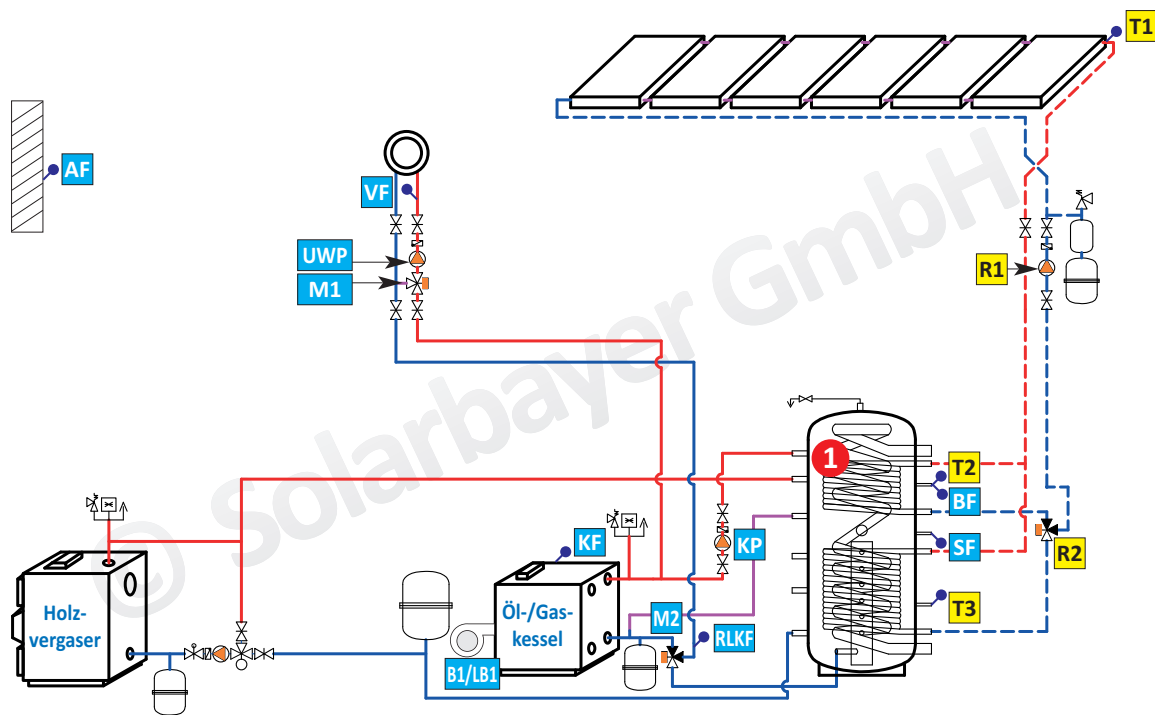 T1
AF
VF
UWP
M1
R1
© Solarbayer GmbH
1
T2
BF
SF
R2
T3
KF
KP
M2
RLKF
Holz-
vergaser
Öl-/Gas-
kessel
B1/LB1